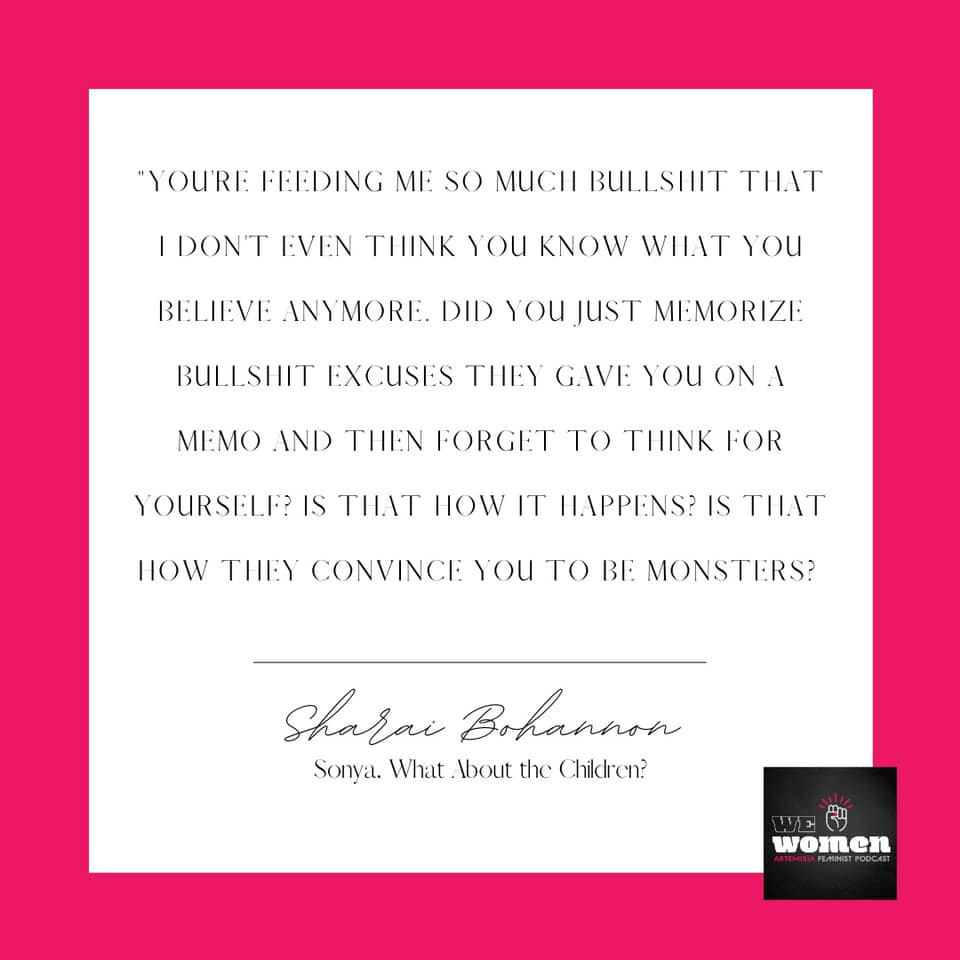 "YOU'RE FEEDING ME SO MUCH BULLSHIT THAT
I DON'T EVEN THINK YOU KNOW WHAT YOU
BELIEVE ANYMORE. DID YOU JUST MEMORIZE
BULLSHIT EXCUSES THEY GAVE YOU ON A
MEMO AND THEN FORGET TO THINK FOR
YOURSELF? IS THAT HOW IT HAPPENS? IS THAT
HOW THEY CONVINCE YOU TO BE MONSTERS?
Sharai Bohannon
Sonya, What About the Children?
WE
women
ARTEMISIA FEMINIST PODCAST